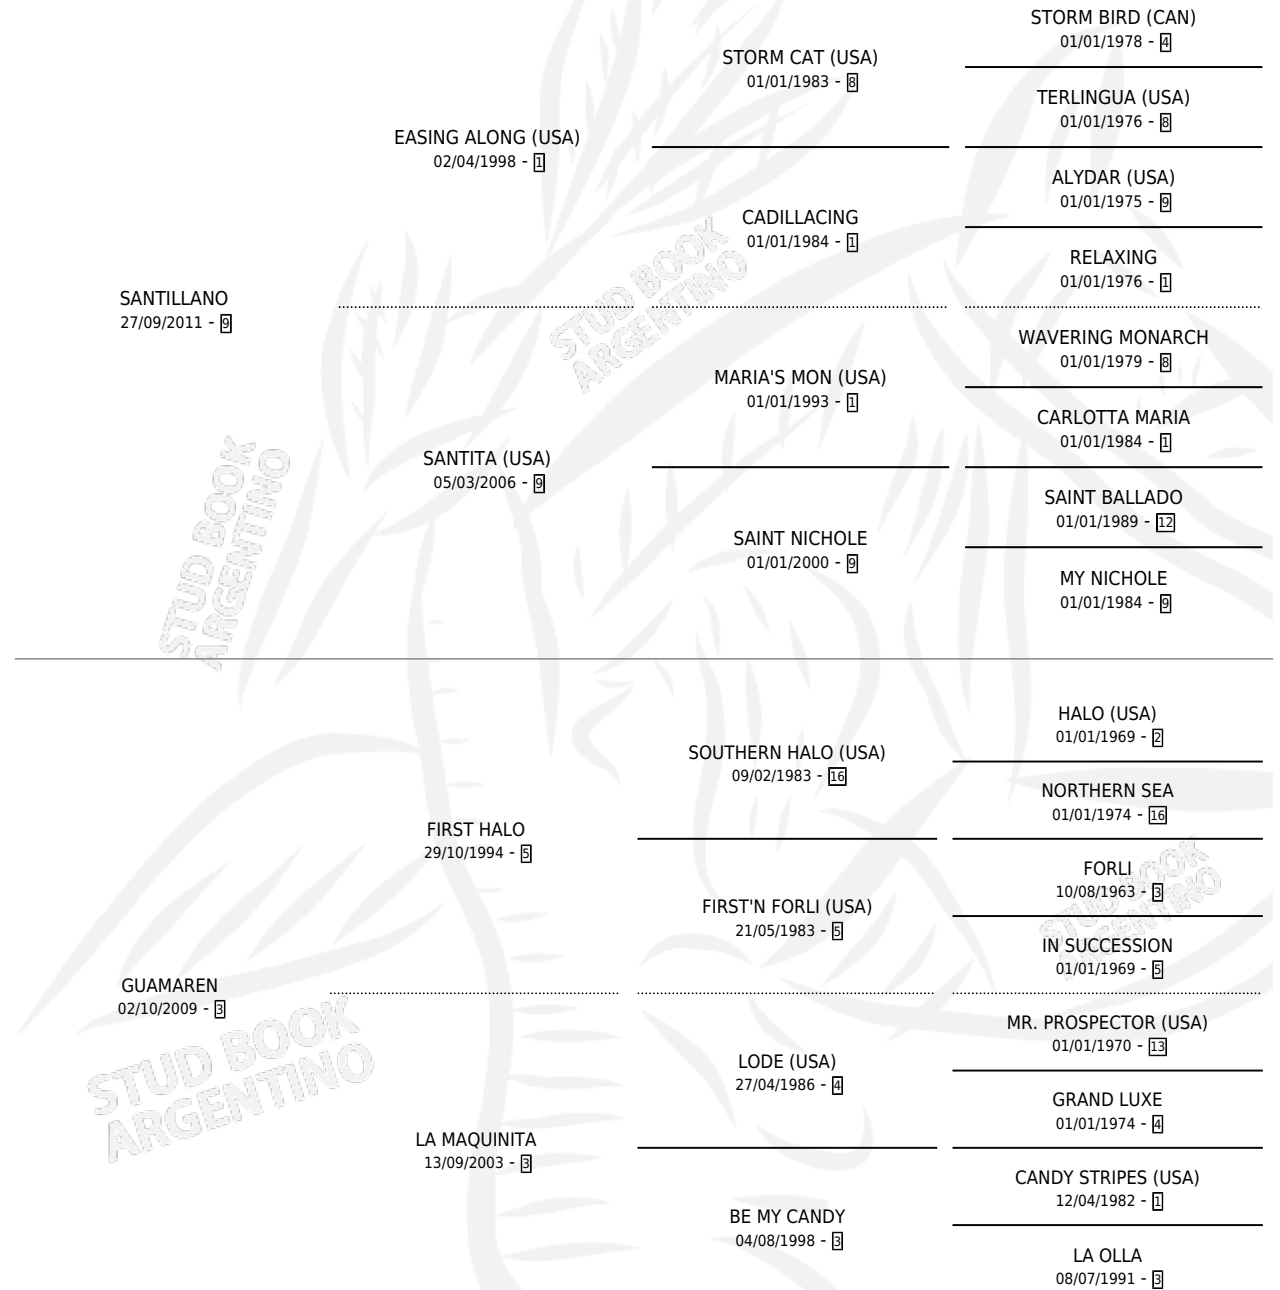 STORM BIRD (CAN)
01/01/1978 - 4
STORM CAT (USA)
01/01/1983 - 8
TERLINGUA (USA)
01/01/1976 - 8
EASING ALONG (USA)
02/04/1998 - 1
ALYDAR (USA)
01/01/1975 - 9
CADILLACING
01/01/1984 - 1
RELAXING
01/01/1976 - 1
SANTILLANO
27/09/2011 - 9
STUD BOOK
ARGENTINO
WAVERING MONARCH
01/01/1979 - 8
MARIA'S MON (USA)
01/01/1993 - 1
CARLOTTA MARIA
01/01/1984 - 1
SANTITA (USA)
05/03/2006 - 9
SAINT BALLADO
01/01/1989 - 12
SAINT NICHOLE
01/01/2000 - 9
MY NICHOLE
01/01/1984 - 9
STUD BOOK
ARGENTINO
HALO (USA)
01/01/1969 - 2
SOUTHERN HALO (USA)
09/02/1983 - 16
NORTHERN SEA
01/01/1974 - 16
FIRST HALO
29/10/1994 - 5
FORLI
10/08/1963 - 3
FIRST'N FORLI (USA)
21/05/1983 - 5
IN SUCCESSION
01/01/1969 - 5
STUD BOOK
ARGENTINO
GUAMAREN
02/10/2009 - 3
MR. PROSPECTOR (USA)
01/01/1970 - 13
LODE (USA)
27/04/1986 - 4
GRAND LUXE
01/01/1974 - 4
STUD BOOK
ARGENTINO
LA MAQUINITA
13/09/2003 - 3
CANDY STRIPES (USA)
12/04/1982 - 1
BE MY CANDY
04/08/1998 - 3
LA OLLA
08/07/1991 - 3